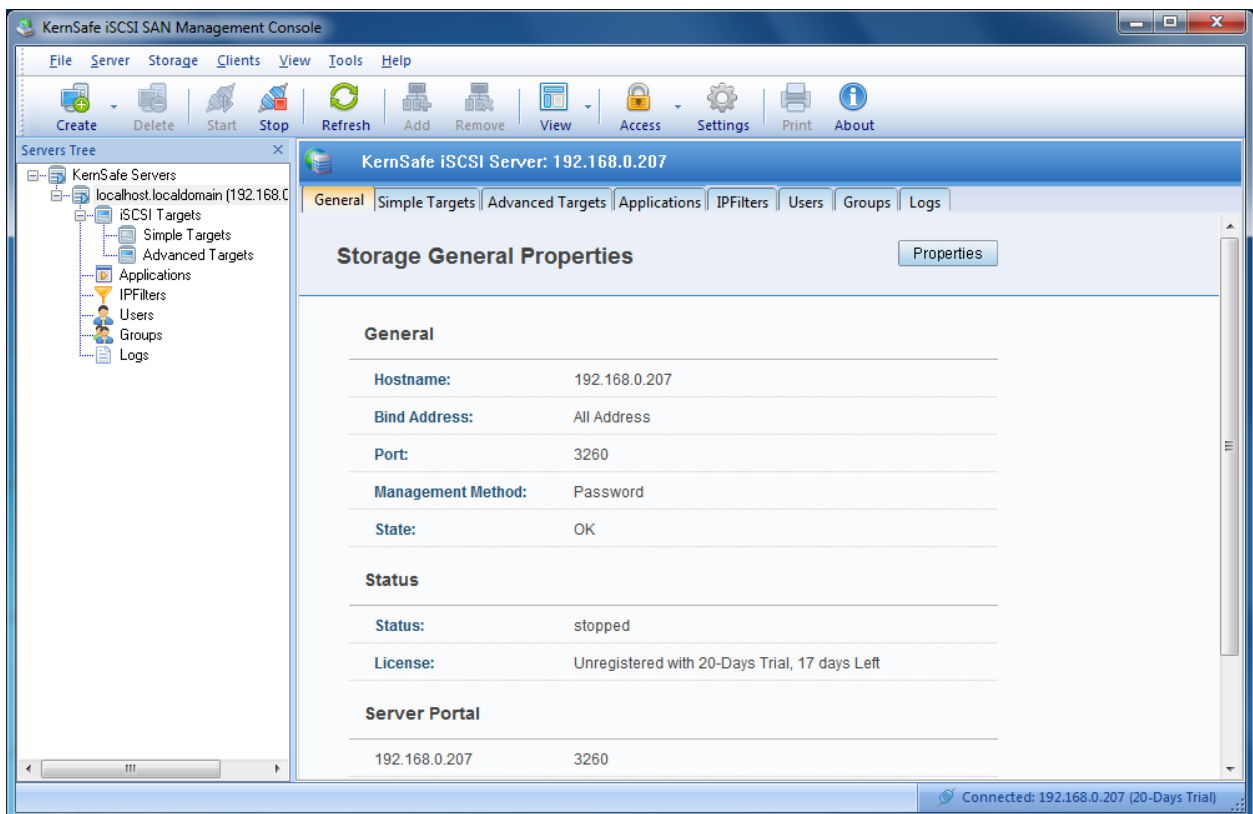 KernSafe iSCSI SAN Management Console
File Server Storage Clients View Tools Help
Create Delete Start Stop Refresh Add Remove View Access Settings Print About
Servers Tree
KernSafe Servers
localhost.localdomain (192.168.0
iSCSI Targets
Simple Targets
Advanced Targets
Applications
IPFilters
Users
Groups
Logs
KernSafe iSCSI Server: 192.168.0.207
General Simple Targets Advanced Targets Applications IPFilters Users Groups Logs
Storage General Properties
Properties
General
Hostname: 192.168.0.207
Bind Address: All Address
Port: 3260
Management Method: Password
State: OK
Status
Status: stopped
License: Unregistered with 20-Days Trial, 17 days Left
Server Portal
192.168.0.207 3260
Connected: 192.168.0.207 (20-Days Trial)